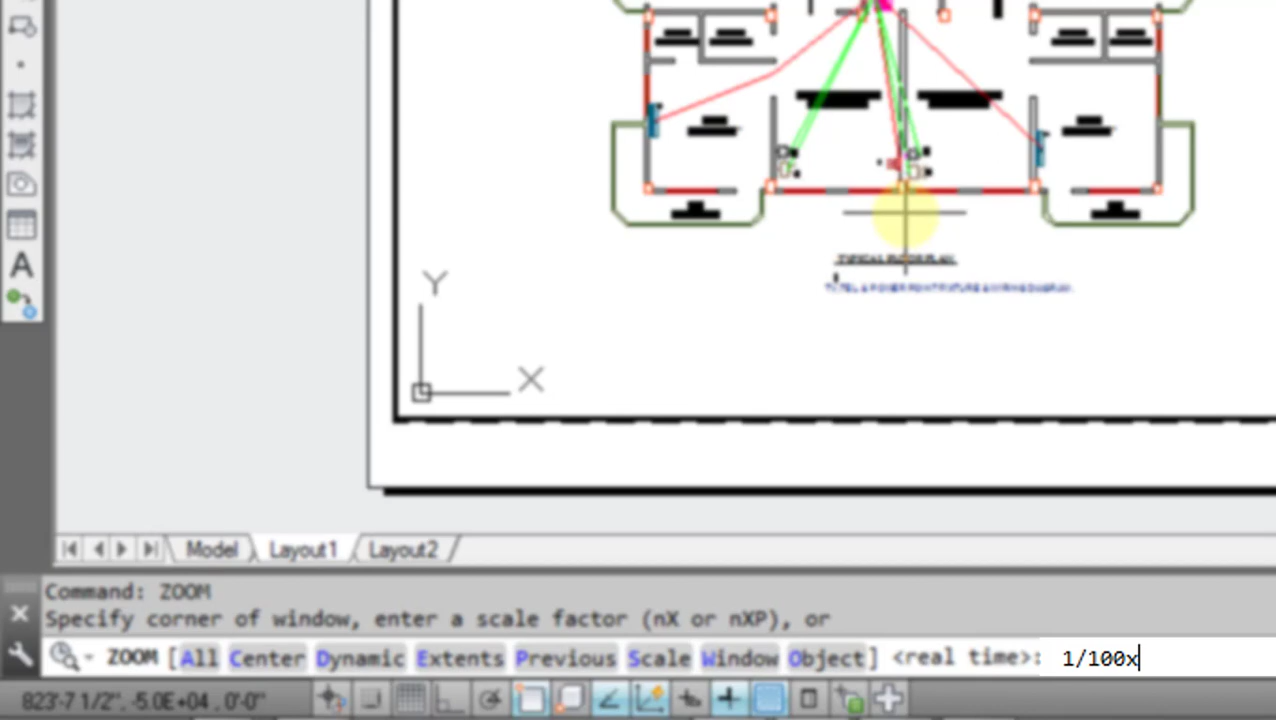 Y
X
A
Model Layout1 Layout2
Command: ZOOM
Specify corner of window, enter a scale factor (nX or nXP), or
ZOOM [All Center Dynamic Extents Previous Scale Window Object] <real time>: 1/100x
823'-7 1/2", -5.0E+04 , 0'-0"